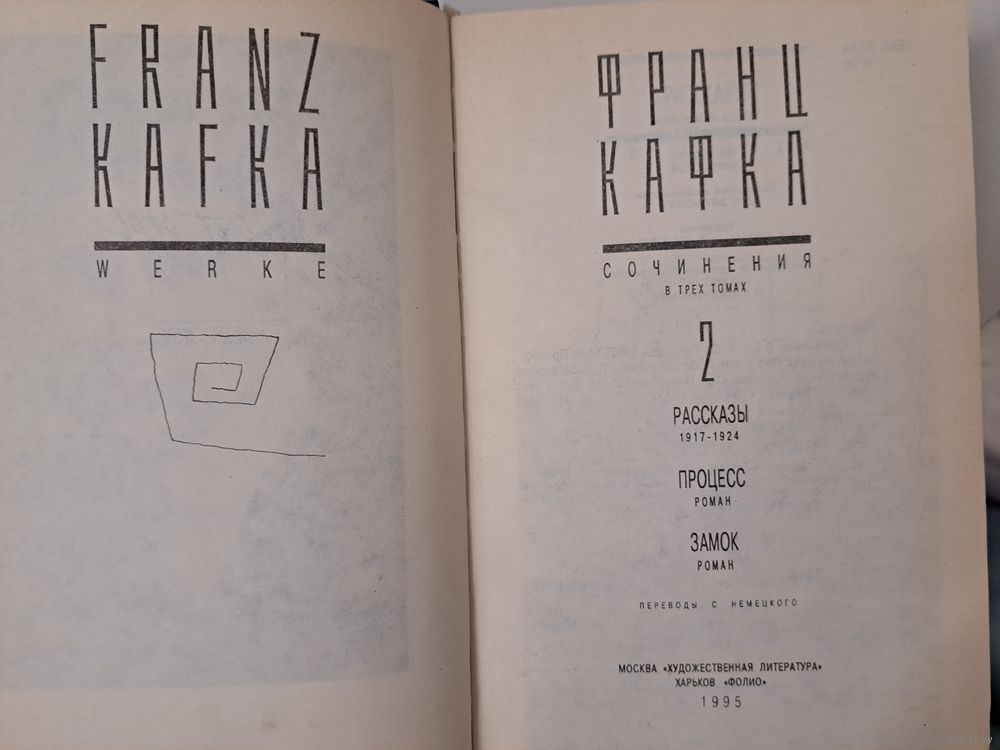 FRANZ
KAFKA
WERKE
ФРАНЦ
КАФКА
СОЧИНЕНИЯ
В ТРЕХ ТОМАХ
2
РАССКАЗЫ
1917-1924
ПРОЦЕСС
РОМАН
ЗАМОК
РОМАН
ПЕРЕВОДЫ С НЕМЕЦКОГО
МОСКВА «ХУДОЖЕСТВЕННАЯ ЛИТЕРАТУРА»
ХАРЬКОВ «ФОЛИО»
1995